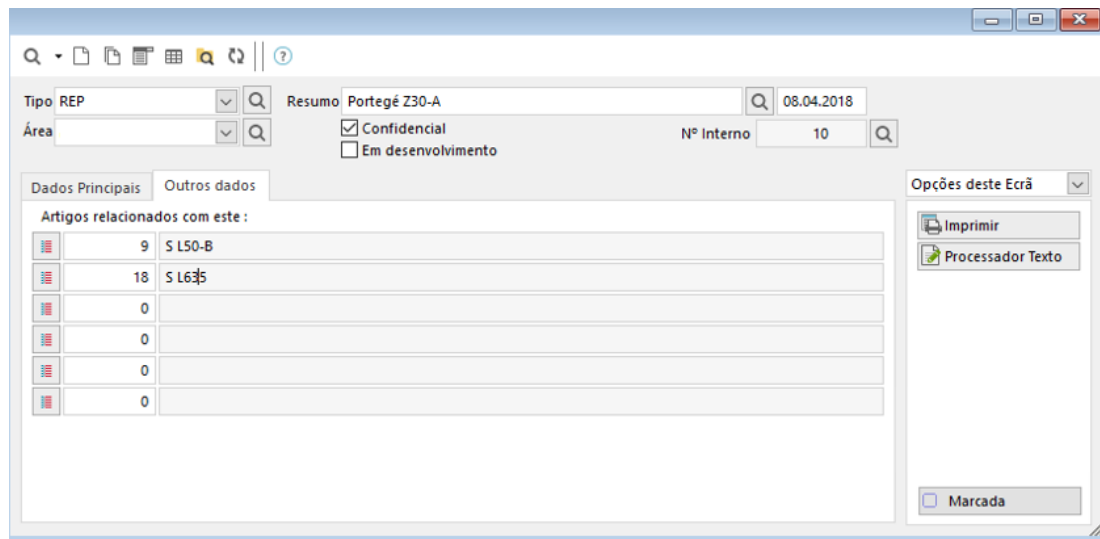 Tipo REP Resumo Portegé Z30-A 08.04.2018
Área Confidencial Nº Interno 10
Em desenvolvimento
Dados Principais Outros dados Opções deste Ecrã
Artigos relacionados com este :
Imprimir
9 S L50-B
Processador Texto
18 S L635
0
0
0
0
Marcada